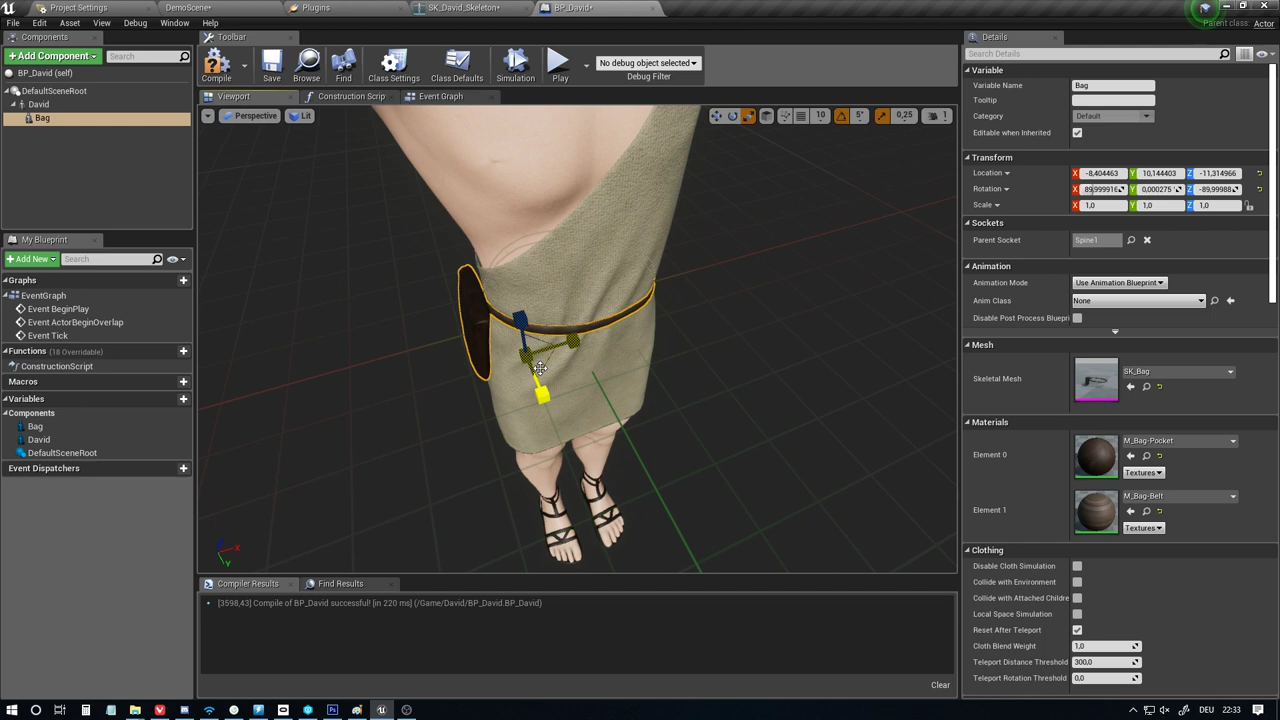 Project Settings
DemoScene*
Plugins
SK_David_Skeleton*
BP_David*
File Edit Asset View Debug Window Help
Parent class: Actor
Components
Toolbar
Details
+ Add Component
Search
Compile
Save
Browse
Find
Class Settings
Class Defaults
Simulation
Play
No debug object selected
Debug Filter
Search Details
BP_David (self)
DefaultSceneRoot
David
Bag
Viewport
Construction Scrip
Event Graph
Perspective
Lit
10
5°
0,25
1
Variable
Variable Name
Bag
Tooltip
Category
Default
Editable when Inherited
Transform
Location
X -8,404463 Y 10,144403 Z -11,314966
Rotation
X 89,999916 Y 0,000275 ° Z -89,99988
Scale
X 1,0 Y 1,0 Z 1,0
Sockets
Parent Socket
Spine1
Animation
Animation Mode
Use Animation Blueprint
Anim Class
None
Disable Post Process Bluepri
Mesh
Skeletal Mesh
SK_Bag
Materials
Element 0
M_Bag-Pocket
Textures
Element 1
M_Bag-Belt
Textures
Clothing
Disable Cloth Simulation
Collide with Environment
Collide with Attached Childre
Local Space Simulation
Reset After Teleport
Cloth Blend Weight
1,0
Teleport Distance Threshold
300,0
Teleport Rotation Threshold
0,0
My Blueprint
+ Add New
Search
Graphs
EventGraph
Event BeginPlay
Event ActorBeginOverlap
Event Tick
Functions (18 Overridable)
ConstructionScript
Macros
Variables
Components
Bag
David
DefaultSceneRoot
Event Dispatchers
X
Y
Compiler Results
Find Results
[3598,43] Compile of BP_David successful! [in 220 ms] (/Game/David/BP_David.BP_David)
Clear
DEU 22:33